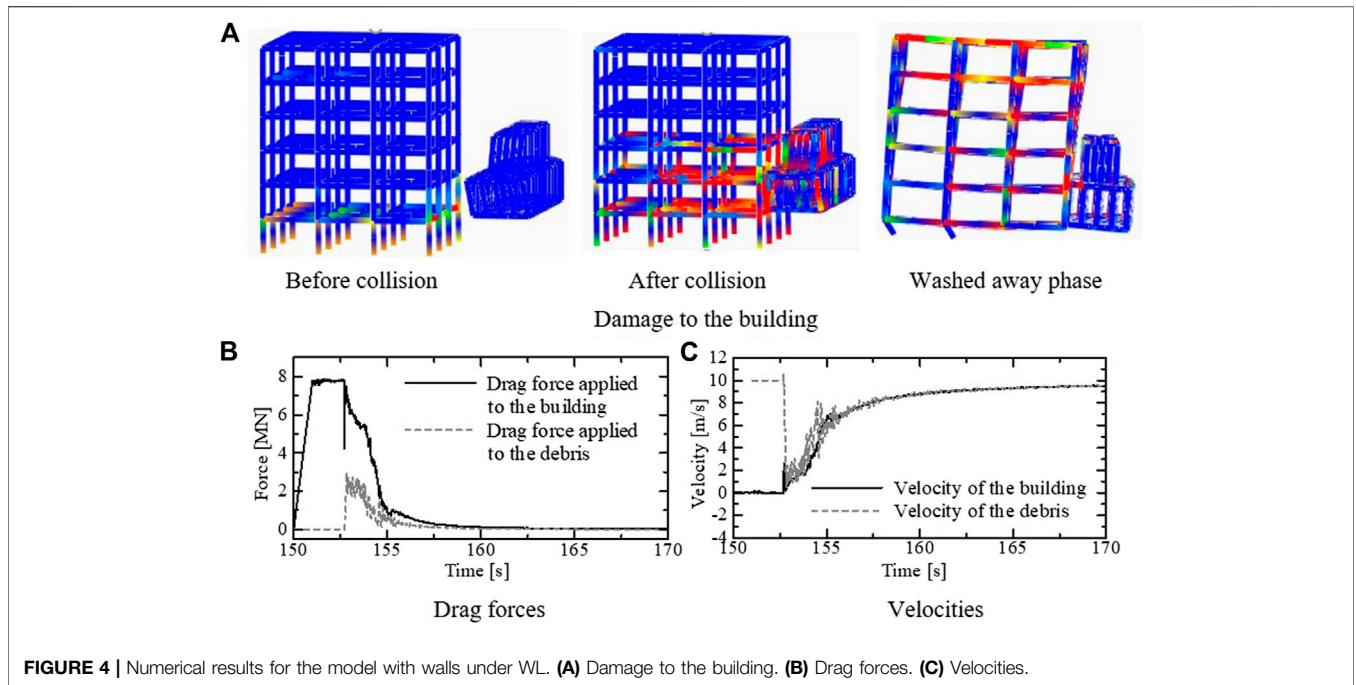 A
Before collision
After collision
Washed away phase
Damage to the building
B
8
6
4
2
0
Force [MN]
Drag force applied
to the building
Drag force applied
to the debris
150
155
160
165
170
Time [s]
Drag forces
C
12
10
8
6
4
2
0
-2
-4
Velocity [m/s]
Velocity of the building
Velocity of the debris
150
155
160
165
170
Time [s]
Velocities
FIGURE 4 | Numerical results for the model with walls under WL. (A) Damage to the building. (B) Drag forces. (C) Velocities.